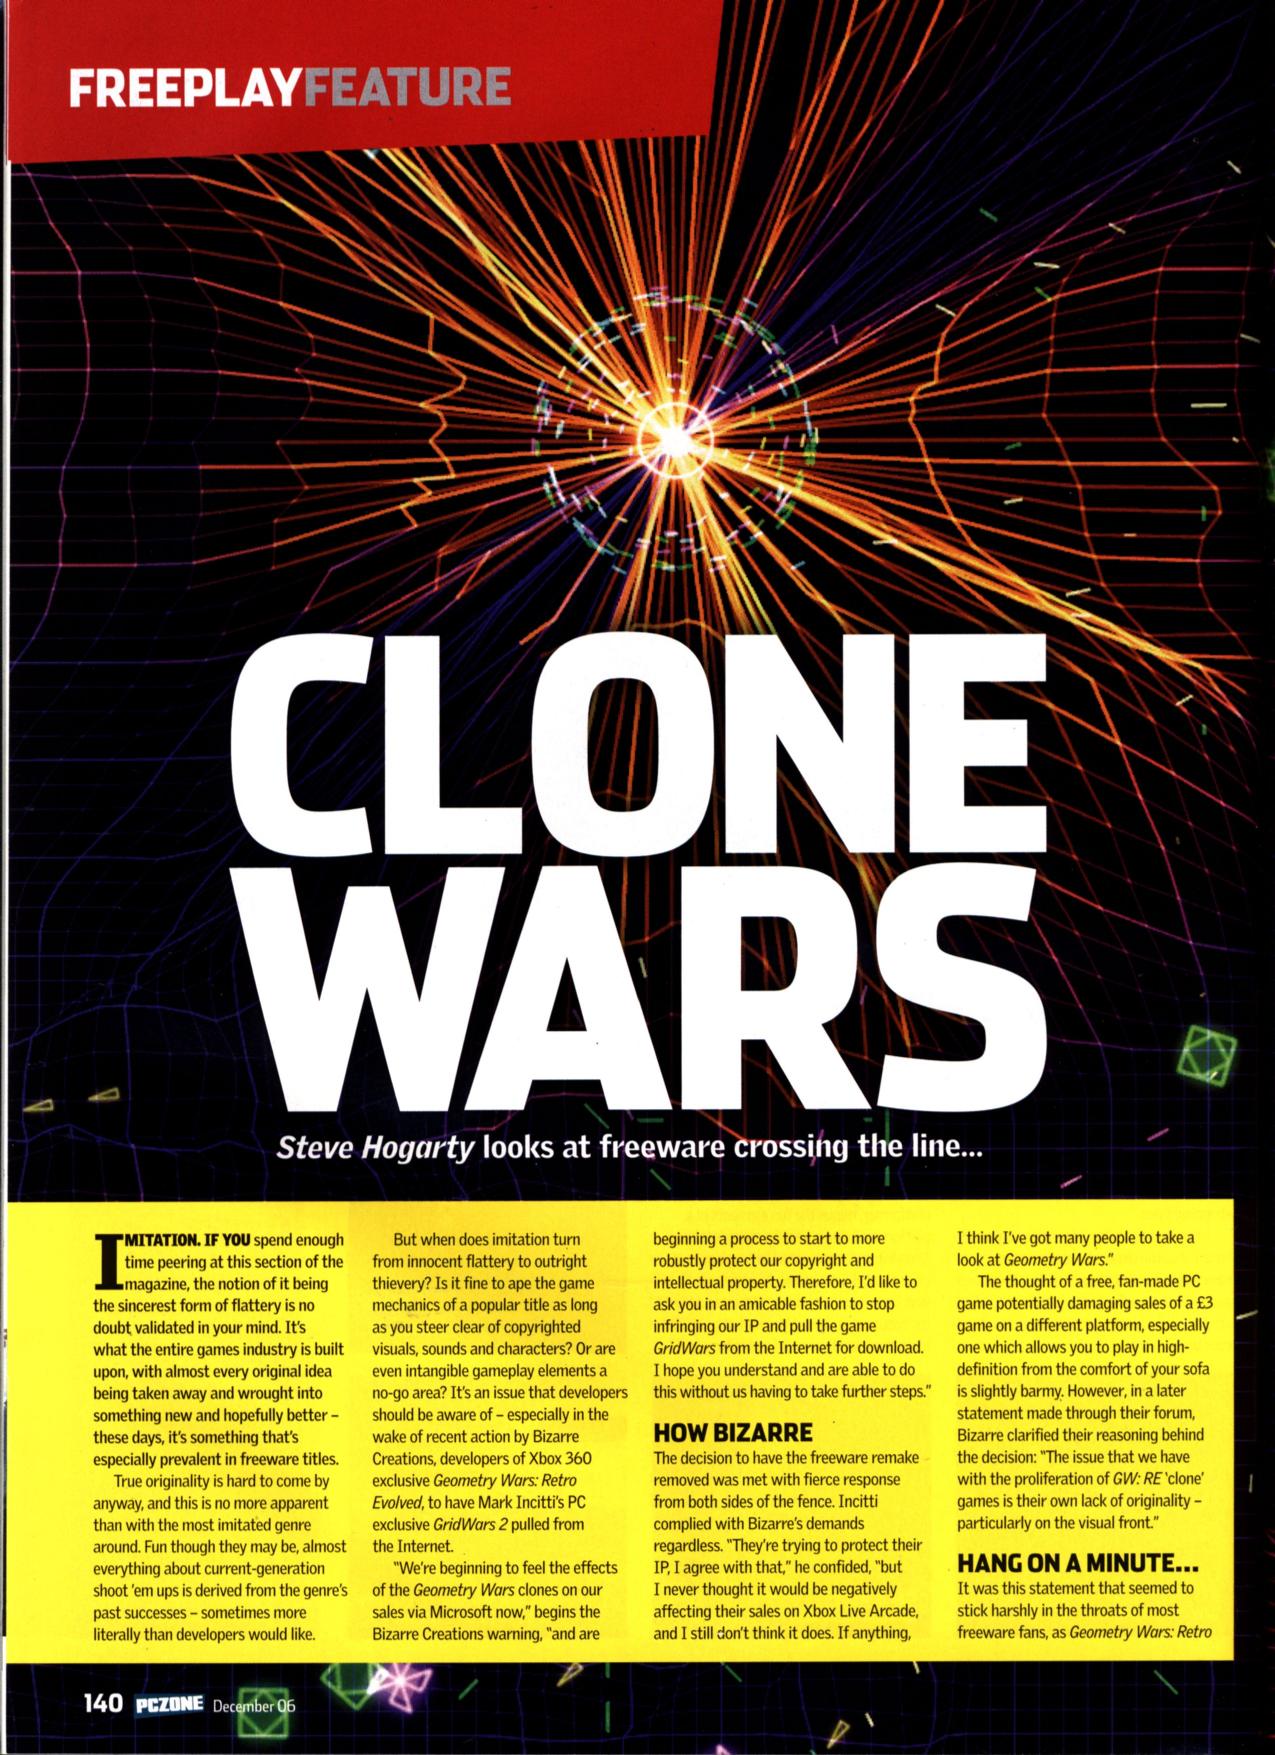 FREEPLAYFEATURE
CLONE
WARS
Steve Hogarty looks at freeware crossing the line...
IMITATION. IF YOU spend enough
time peering at this section of the
magazine, the notion of it being
the sincerest form of flattery is no
doubt validated in your mind. It's
what the entire games industry is built
upon, with almost every original idea
being taken away and wrought into
something new and hopefully better –
these days, it's something that's
especially prevalent in freeware titles.
True originality is hard to come by
anyway, and this is no more apparent
than with the most imitated genre
around. Fun though they may be, almost
everything about current-generation
shoot 'em ups is derived from the genre's
past successes – sometimes more
literally than developers would like.
But when does imitation turn
from innocent flattery to outright
thievery? Is it fine to ape the game
mechanics of a popular title as long
as you steer clear of copyrighted
visuals, sounds and characters? Or are
even intangible gameplay elements a
no-go area? It's an issue that developers
should be aware of – especially in the
wake of recent action by Bizarre
Creations, developers of Xbox 360
exclusive Geometry Wars: Retro
Evolved, to have Mark Incitti's PC
exclusive GridWars 2 pulled from
the Internet.
"We're beginning to feel the effects
of the Geometry Wars clones on our
sales via Microsoft now," begins the
Bizarre Creations warning, "and are
beginning a process to start to more
robustly protect our copyright and
intellectual property. Therefore, I'd like to
ask you in an amicable fashion to stop
infringing our IP and pull the game
GridWars from the Internet for download.
I hope you understand and are able to do
this without us having to take further steps."
HOW BIZARRE
The decision to have the freeware remake
removed was met with fierce response
from both sides of the fence. Incitti
complied with Bizarre's demands
regardless. "They're trying to protect their
IP, I agree with that," he confided, "but
I never thought it would be negatively
affecting their sales on Xbox Live Arcade,
and I still don't think it does. If anything,
I think I've got many people to take a
look at Geometry Wars."
The thought of a free, fan-made PC
game potentially damaging sales of a £3
game on a different platform, especially
one which allows you to play in high-
definition from the comfort of your sofa
is slightly barmy. However, in a later
statement made through their forum,
Bizarre clarified their reasoning behind
the decision: "The issue that we have
with the proliferation of GW: RE 'clone'
games is their own lack of originality –
particularly on the visual front."
HANG ON A MINUTE...
It was this statement that seemed to
stick harshly in the throats of most
freeware fans, as Geometry Wars: Retro
140 PCZONE December 06